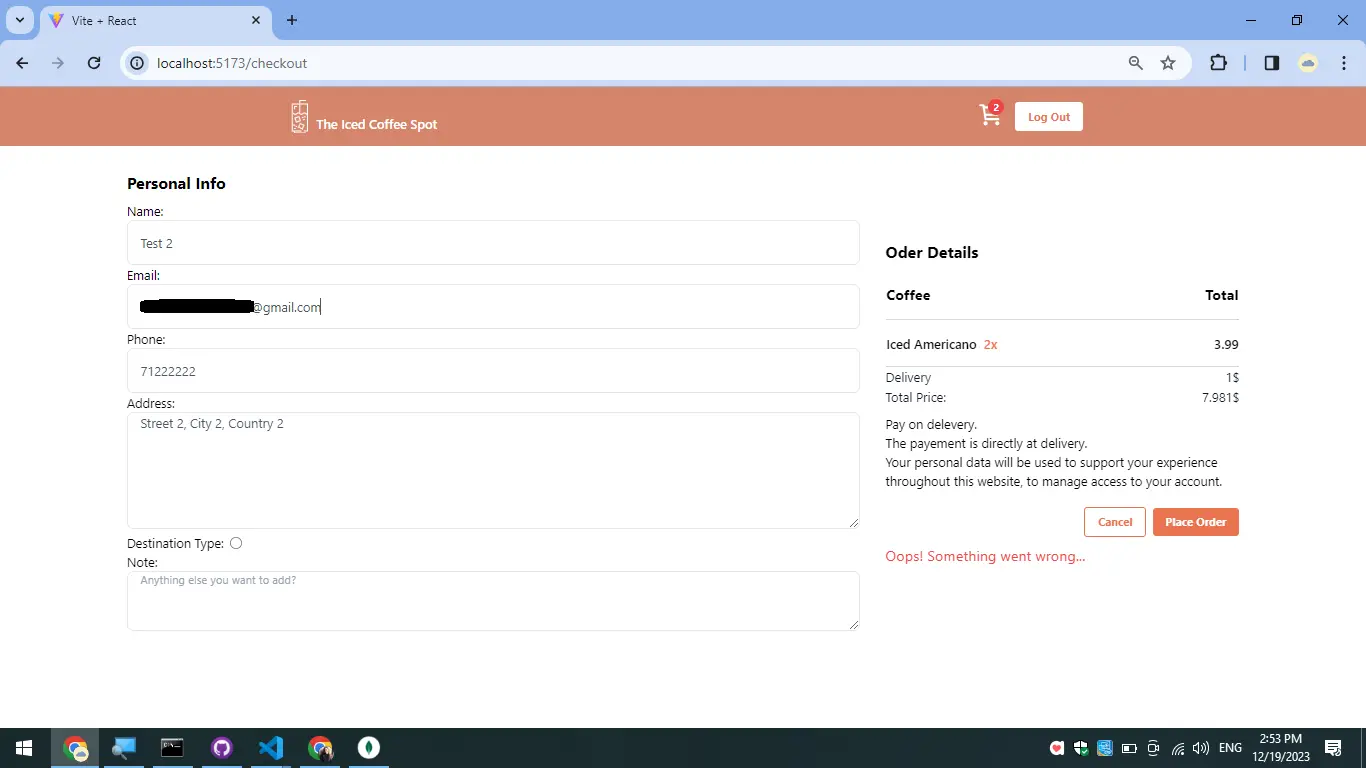 Vite + React
localhost:5173/checkout
The Iced Coffee Spot
2
Log Out
Personal Info
Name:
Test 2
Email:
@gmail.com
Phone:
71222222
Address:
Street 2, City 2, Country 2
Destination Type:
Note:
Anything else you want to add?
Oder Details
Coffee Total
Iced Americano 2x 3.99
Delivery 1$
Total Price: 7.981$
Pay on delevery.
The payement is directly at delivery.
Your personal data will be used to support your experience
throughout this website, to manage access to your account.
Cancel Place Order
Oops! Something went wrong...
ENG
2:53 PM
12/19/2023